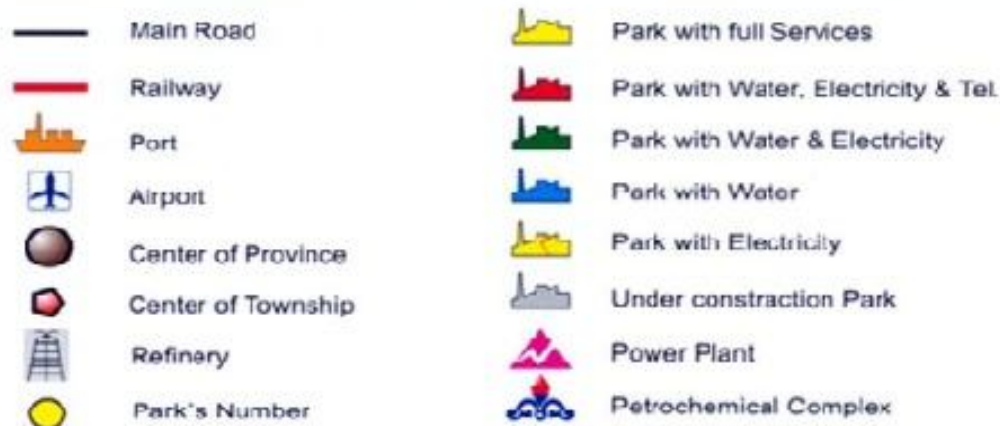 Main Road
Railway
Port
Airport
Center of Province
Center of Township
Refinery
Park's Number
Park with full Services
Park with Water, Electricity & Tel.
Park with Water & Electricity
Park with Water
Park with Electricity
Under constraction Park
Power Plant
Petrochemical Complex